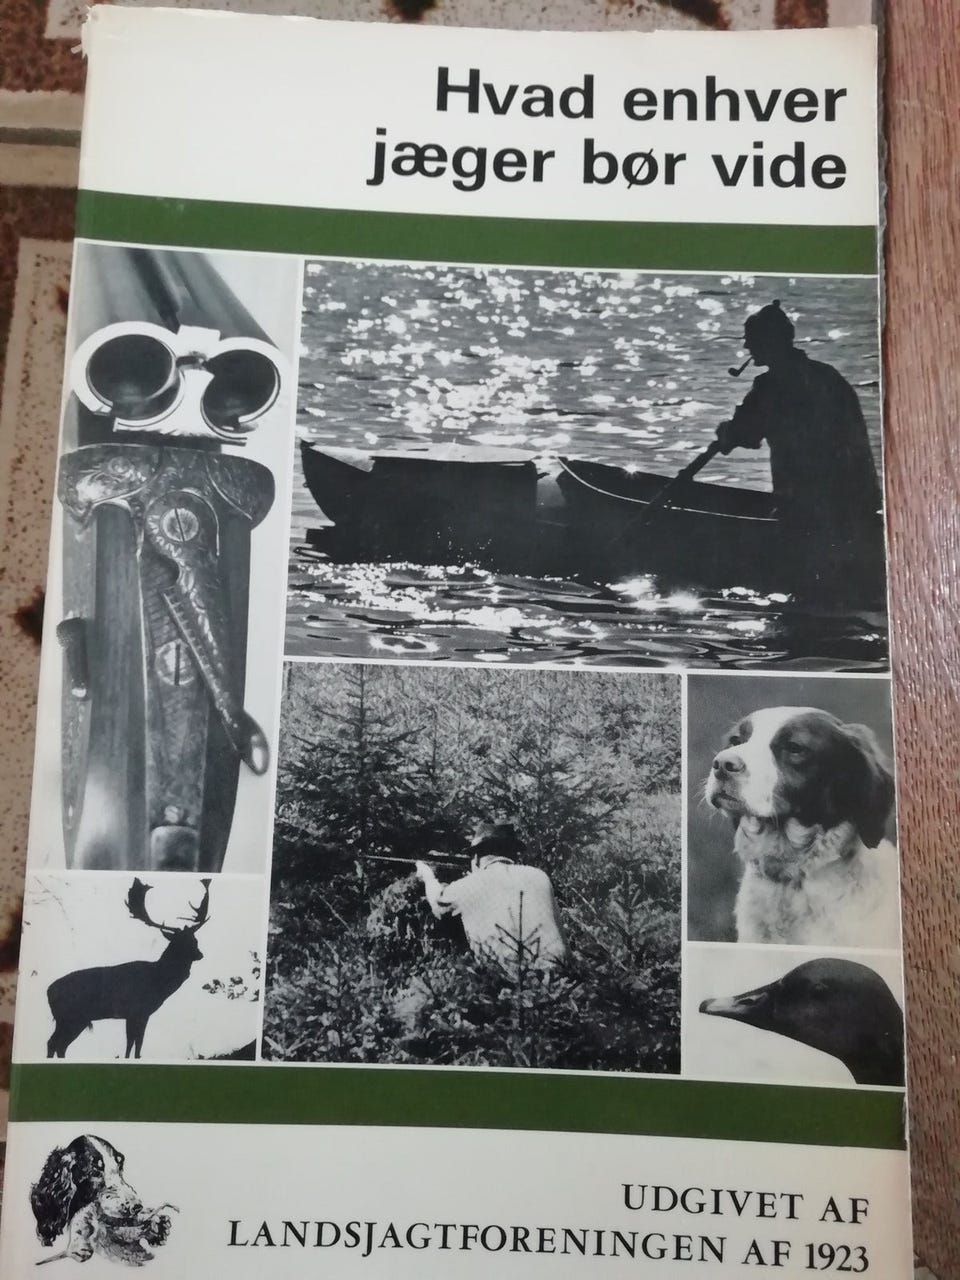 Hvad enhver
jæger bør vide
UDGIVET AF
LANDSJAGTFORENINGEN AF 1923